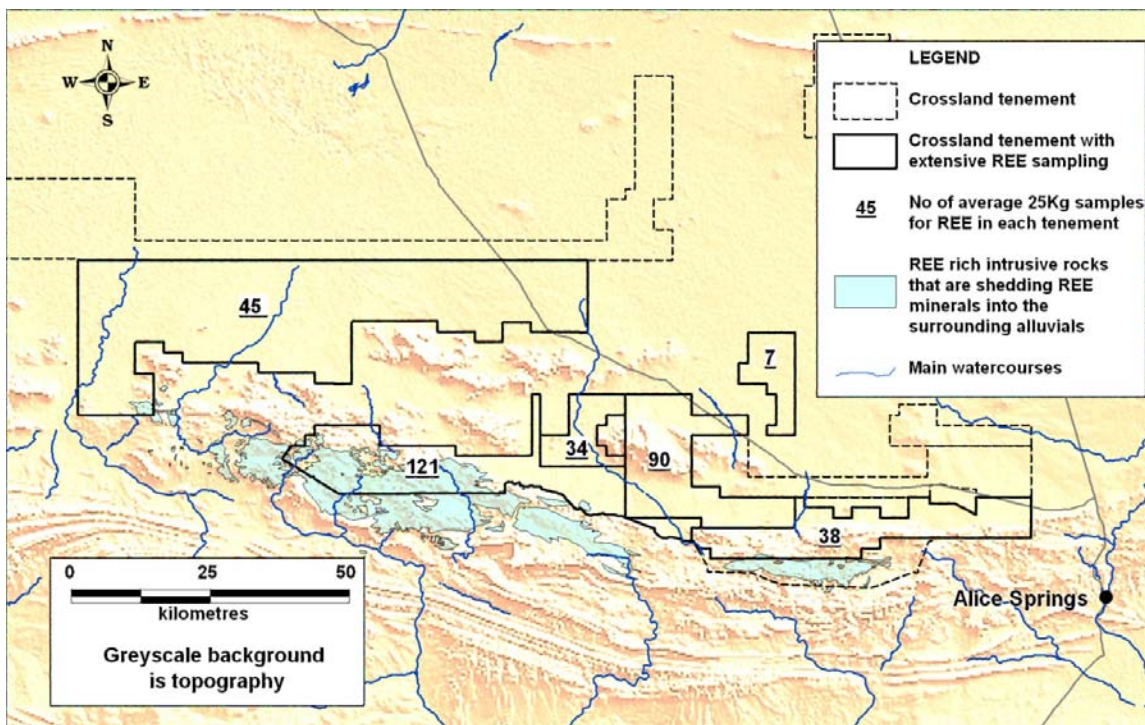 N
W E
S
LEGEND
Crossland tenement
Crossland tenement with
extensive REE sampling
45 No of average 25Kg samples
for REE in each tenement
REE rich intrusive rocks
that are shedding REE
minerals into the
surrounding alluvials
Main watercourses
45
7
34
90
121
38
Alice Springs
0 25 50
kilometres
Greyscale background
is topography